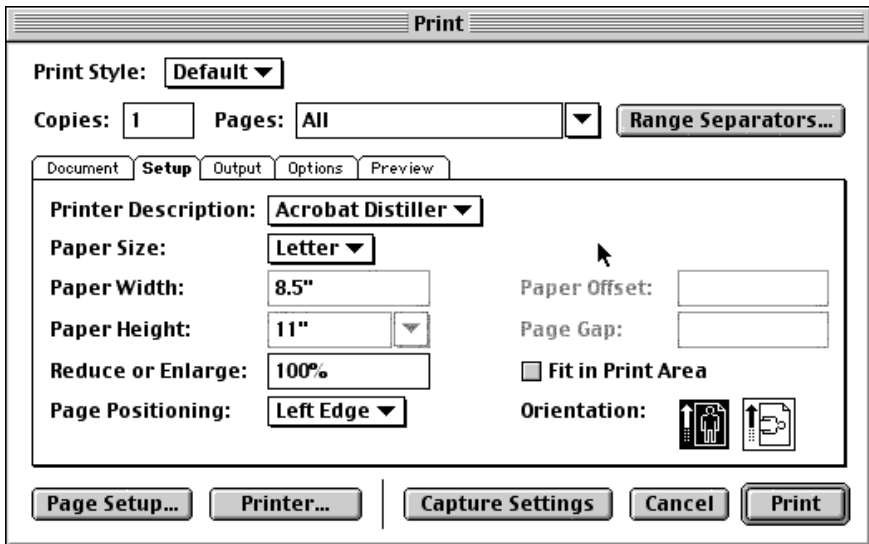 Print
Print Style: Default
Copies: 1 Pages: All Range Separators...
Document Setup Output Options Preview
Printer Description: Acrobat Distiller
Paper Size: Letter
Paper Width: 8.5" Paper Offset:
Paper Height: 11" Page Gap:
Reduce or Enlarge: 100% Fit in Print Area
Page Positioning: Left Edge Orientation:
Page Setup... Printer... Capture Settings Cancel Print